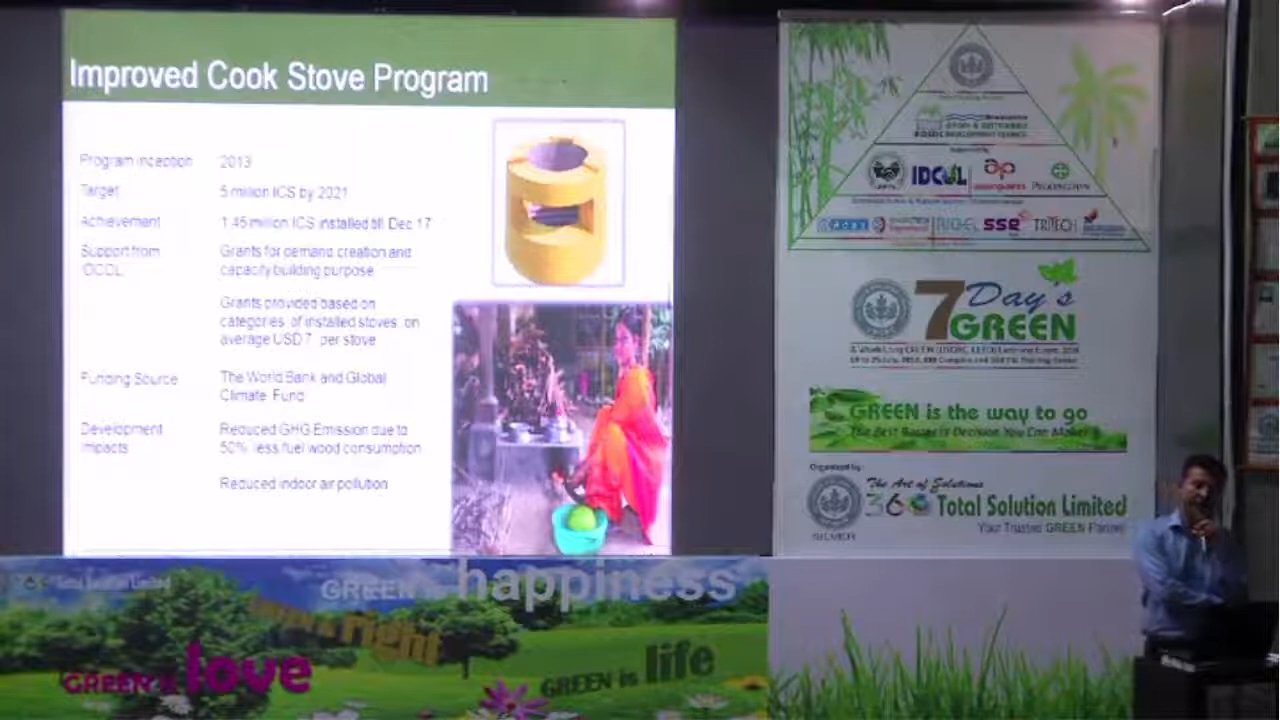 Improved Cook Stove Program
Program inception 2013
Target 5 million ICS by 2021
Achievement 1.45 million ICS installed till Dec 17
Support from Grants for demand creation and
IDCOL capacity building purpose
Grants provided based on
categories of installed stoves, on
average USD 7 per stove
Funding Source The World Bank and Global
Climate Fund
Development Reduced GHG Emission due to
Impacts 50% less fuel wood consumption
Reduced indoor air pollution
IDCOL
SSE TRITECH
7 Day's
GREEN
GREEN is the way to go
The Best Business Decision You Can Make!
Organized by:
The Art of Solutions
360 Total Solution Limited
Your Trusted GREEN Partner
Total Solution Limited
GREEN is happiness
right
GREEN is love
GREEN is life